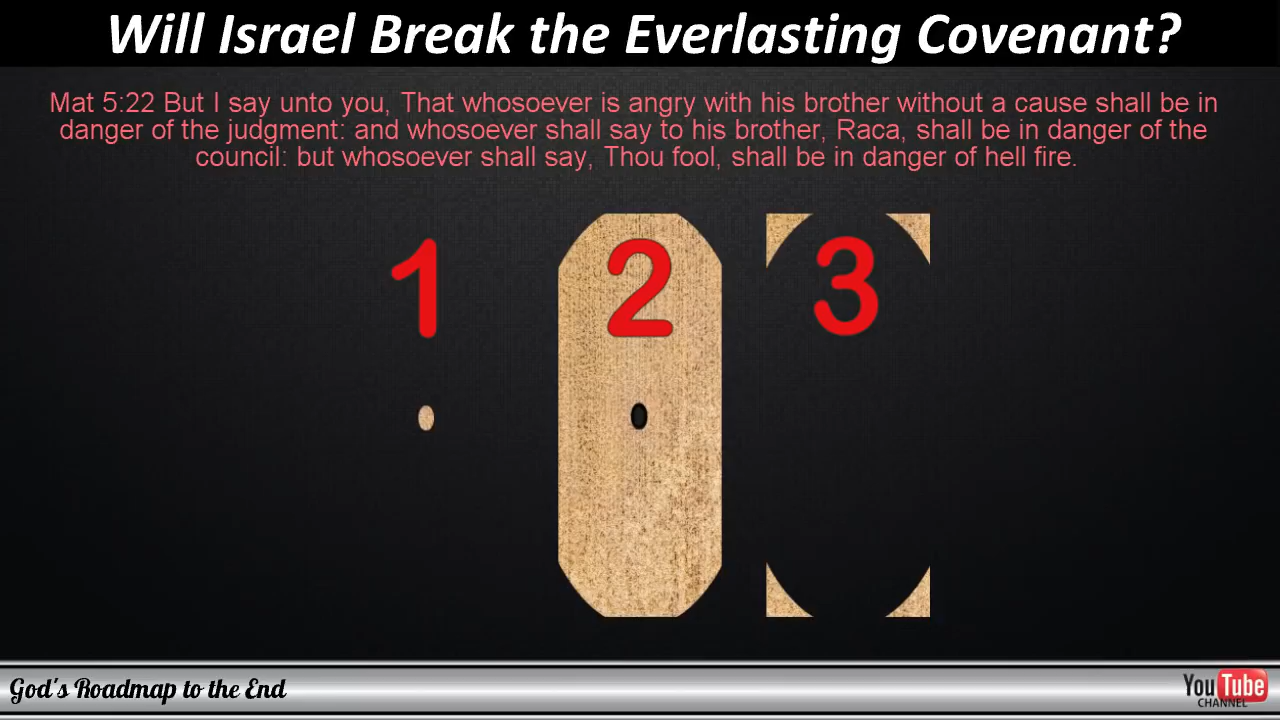 Will Israel Break the Everlasting Covenant?
Mat 5:22 But I say unto you, That whosoever is angry with his brother without a cause shall be in
danger of the judgment: and whosoever shall say to his brother, Raca, shall be in danger of the
council: but whosoever shall say, Thou fool, shall be in danger of hell fire.
1 2 3
God's Roadmap to the End
YouTube
CHANNEL